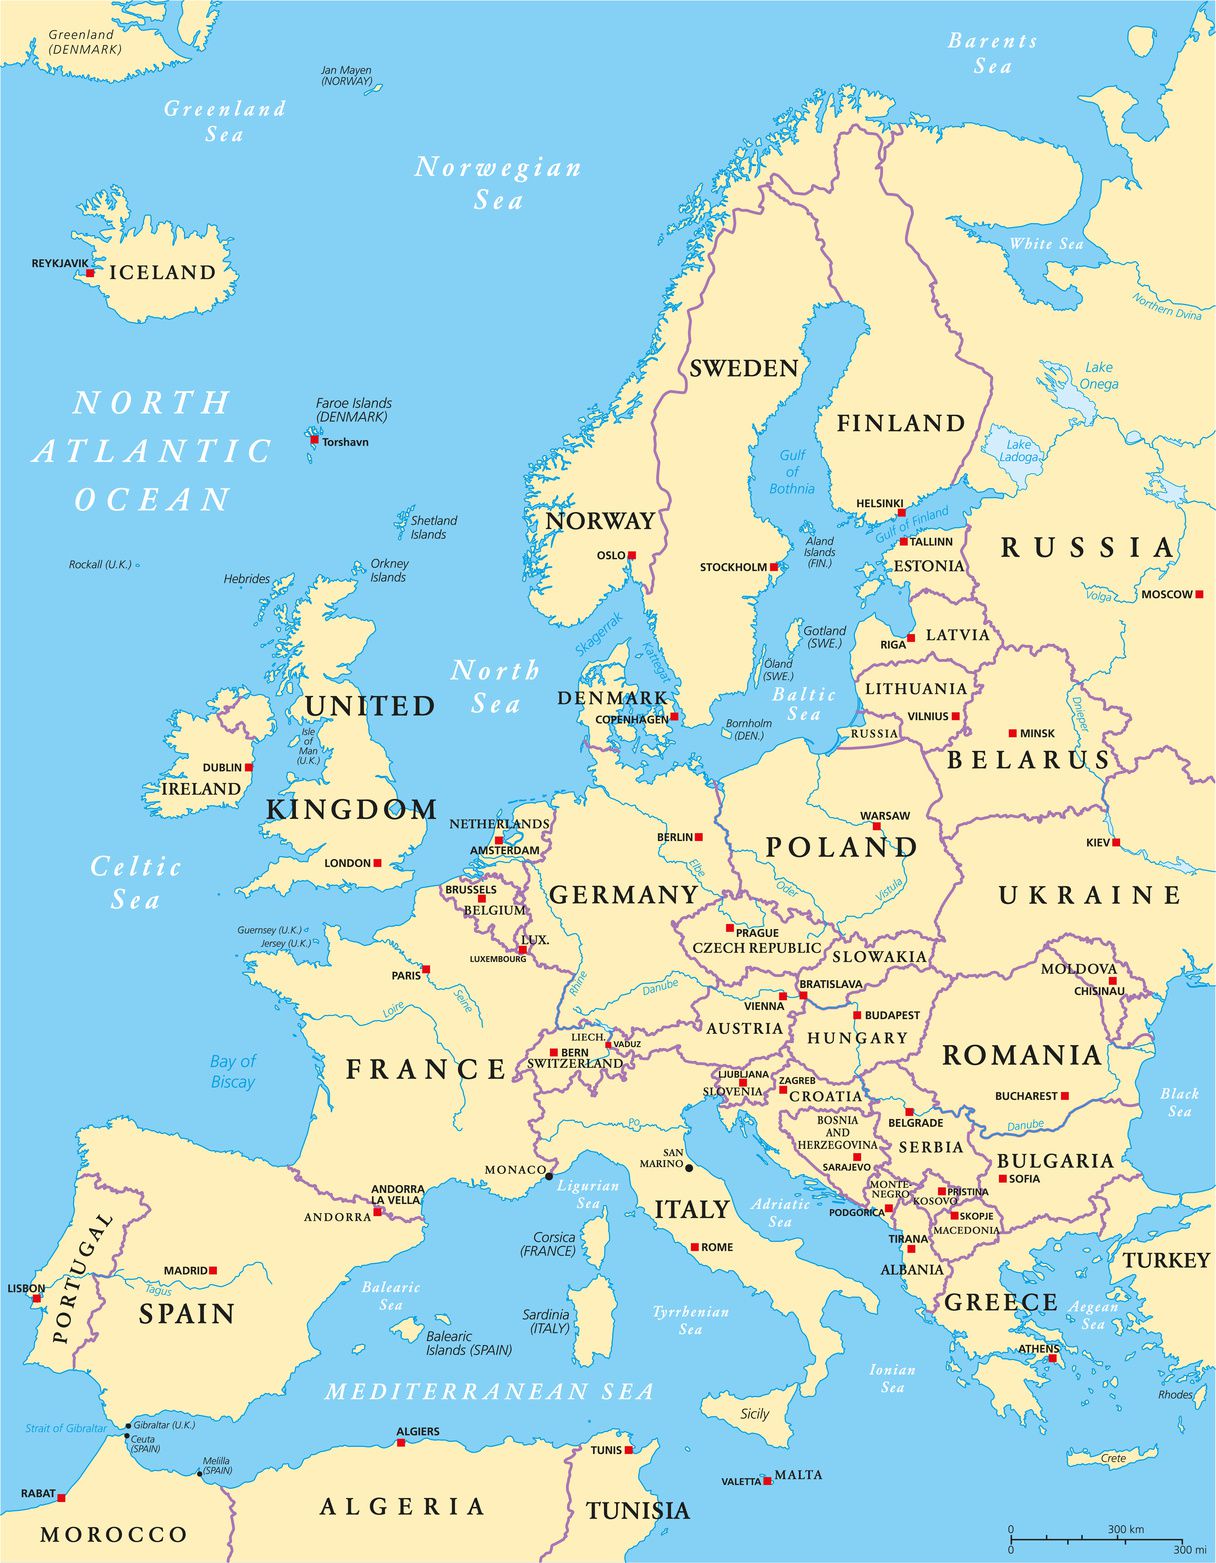 Greenland
(DENMARK)
Jan Mayen
(NORWAY)
Barents
Sea
Greenland
Sea
Norwegian
Sea
White Sea
REYKJAVIK
ICELAND
Northern Dvina
SWEDEN
Lake
Onega
NORTH
ATLANTIC
OCEAN
Faroe Islands
(DENMARK)
Torshavn
FINLAND
Lake
Ladoga
Gulf
of
Bothnia
HELSINKI
Gulf of Finland
Shetland
Islands
NORWAY
OSLO
Aland
Islands
(FIN.)
TALLINN
ESTONIA
RUSSIA
Rockall (U.K.)
Hebrides
Orkney
Islands
STOCKHOLM
Volga
MOSCOW
Skagerrak
Kattegat
Gotland
(SWE.)
RIGA
LATVIA
North
Sea
Öland
(SWE.)
Baltic
Sea
LITHUANIA
VILNIUS
Dnieper
UNITED
KINGDOM
DENMARK
COPENHAGEN
Bornholm
(DEN.)
RUSSIA
MINSK
BELARUS
Isle
of
Man
(U.K.)
DUBLIN
IRELAND
NETHERLANDS
AMSTERDAM
BERLIN
WARSAW
POLAND
KIEV
Celtic
Sea
LONDON
BRUSSELS
BELGIUM
GERMANY
Elbe
Oder
Vistula
UKRAINE
Guernsey (U.K.)
Jersey (U.K.)
LUX.
LUXEMBOURG
PRAGUE
CZECH REPUBLIC
SLOVAKIA
MOLDOVA
CHISINAU
PARIS
Seine
Loire
Rhine
Danube
VIENNA
BRATISLAVA
BUDAPEST
AUSTRIA
HUNGARY
LIECH.
VADUZ
BERN
SWITZERLAND
Bay of
Biscay
FRANCE
ROMANIA
LJUBLJANA
SLOVENIA
ZAGREB
CROATIA
BUCHAREST
Black
Sea
Po
BELGRADE
Danube
BOSNIA
AND
HERZEGOVINA
SARAJEVO
SERBIA
SAN
MARINO
MONACO
Ligurian
Sea
BULGARIA
SOFIA
ANDORRA
LA VELLA
ANDORRA
MONTE-
NEGRO
PODGORICA
PRISTINA
KOSOVO
SKOPJE
MACEDONIA
ITALY
Adriatic
Sea
Corsica
(FRANCE)
ROME
TIRANA
ALBANIA
TURKEY
PORTUGAL
LISBON
MADRID
Tagus
SPAIN
Balearic
Sea
Balearic
Islands (SPAIN)
Sardinia
(ITALY)
Tyrrhenian
Sea
GREECE
Aegean
Sea
ATHENS
Ionian
Sea
MEDITERRANEAN SEA
Rhodes
Sicily
Strait of Gibraltar
Gibraltar (U.K.)
Ceuta
(SPAIN)
Melilla
(SPAIN)
ALGIERS
TUNIS
Crete
VALETTA
MALTA
RABAT
MOROCCO
ALGERIA
TUNISIA
0
300 km
0
300 mi